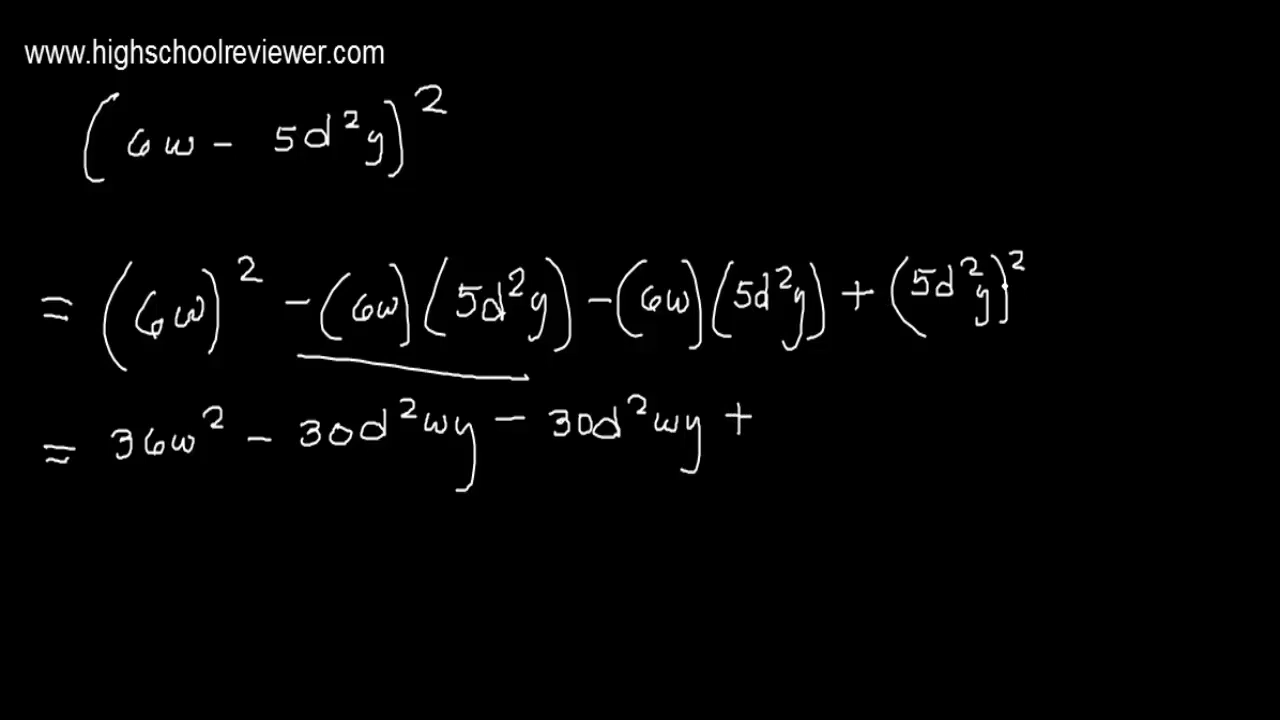 www.highschoolreviewer.com
(6w - 5d²y)²
= (6w)² - (6w)(5d²y) - (6w)(5d²y) + (5d²y)²
= 36w² - 30d²wy - 30d²wy +